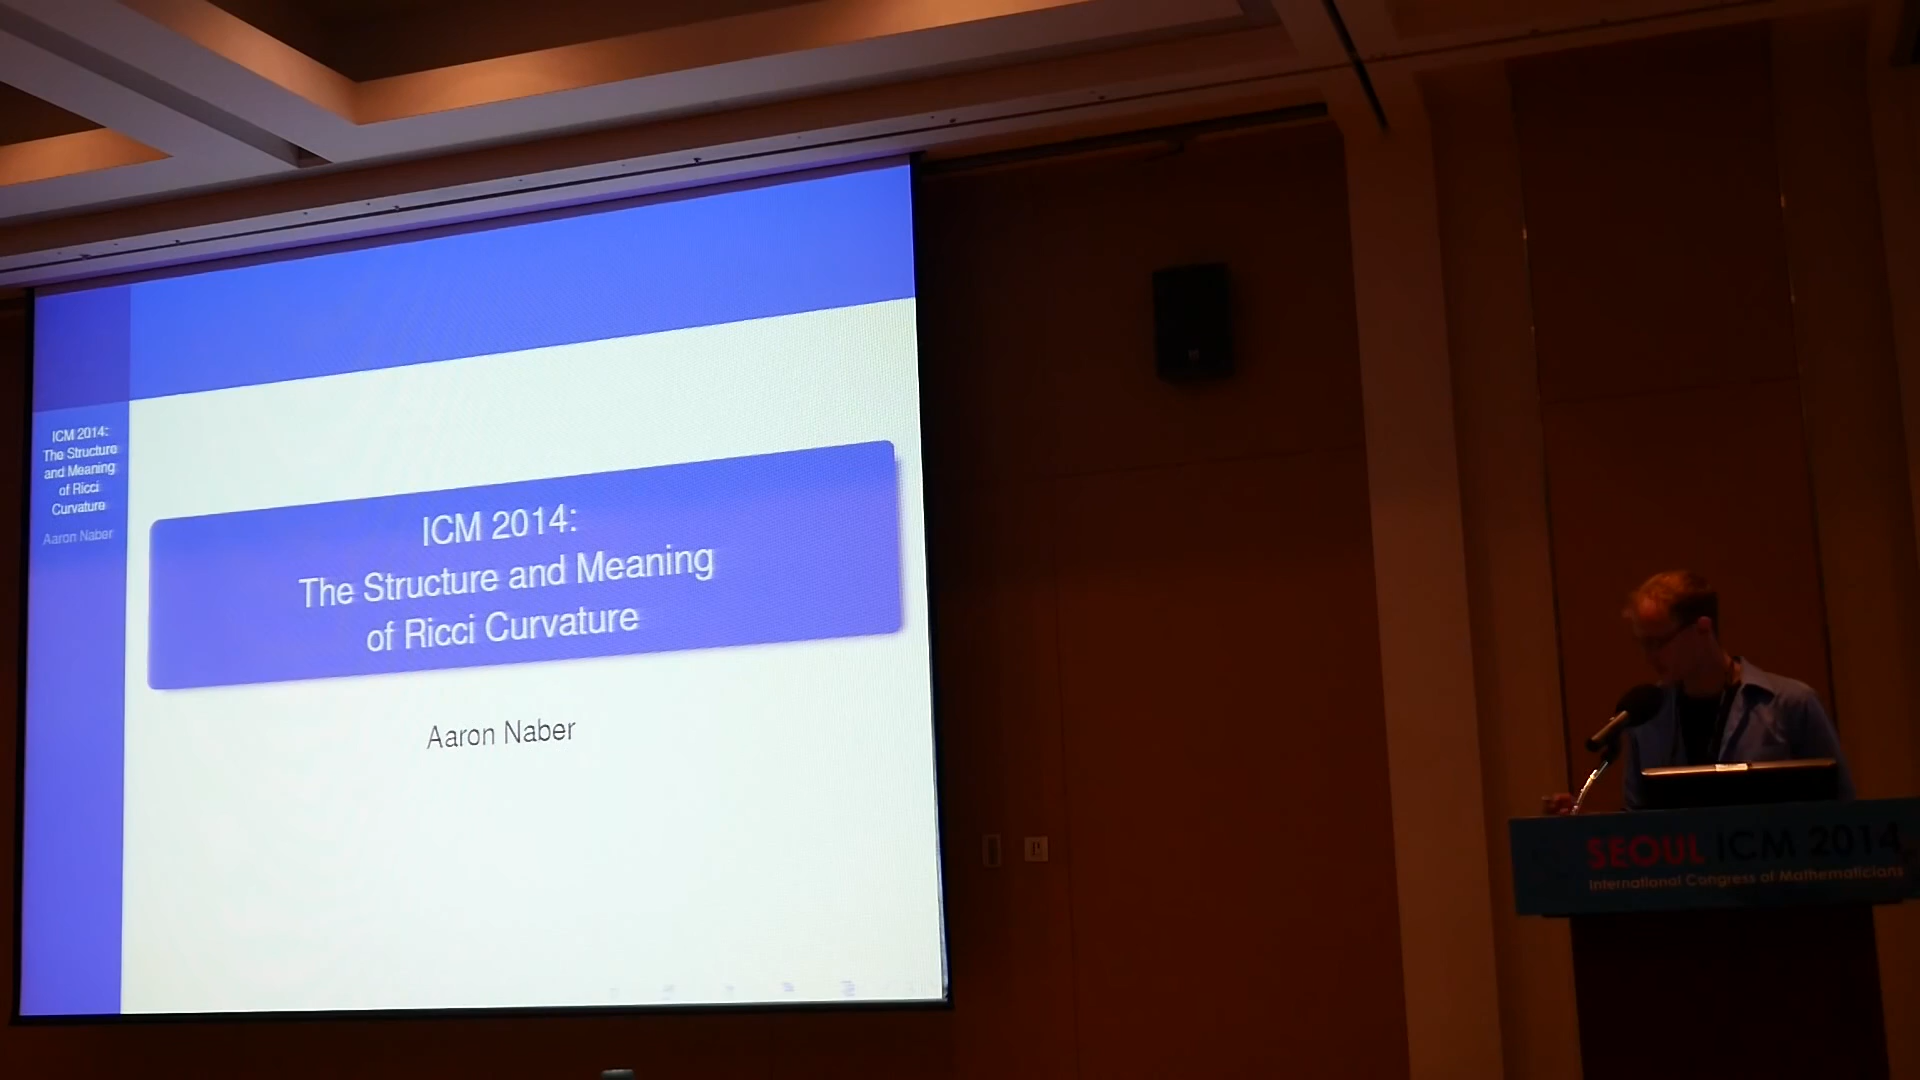 ICM 2014:
The Structure
and Meaning
of Ricci
Curvature
Aaron Naber
ICM 2014:
The Structure and Meaning
of Ricci Curvature
Aaron Naber
SEOUL ICM 2014
International Congress of Mathematicians